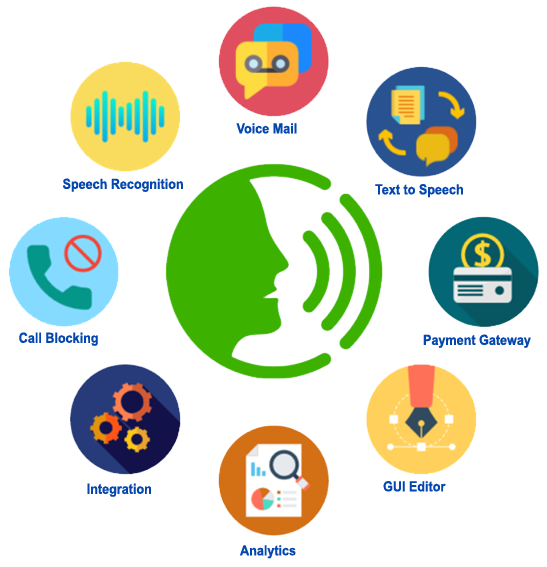 Voice Mail
Speech Recognition
Text to Speech
$
Call Blocking
Payment Gateway
Integration
GUI Editor
Analytics